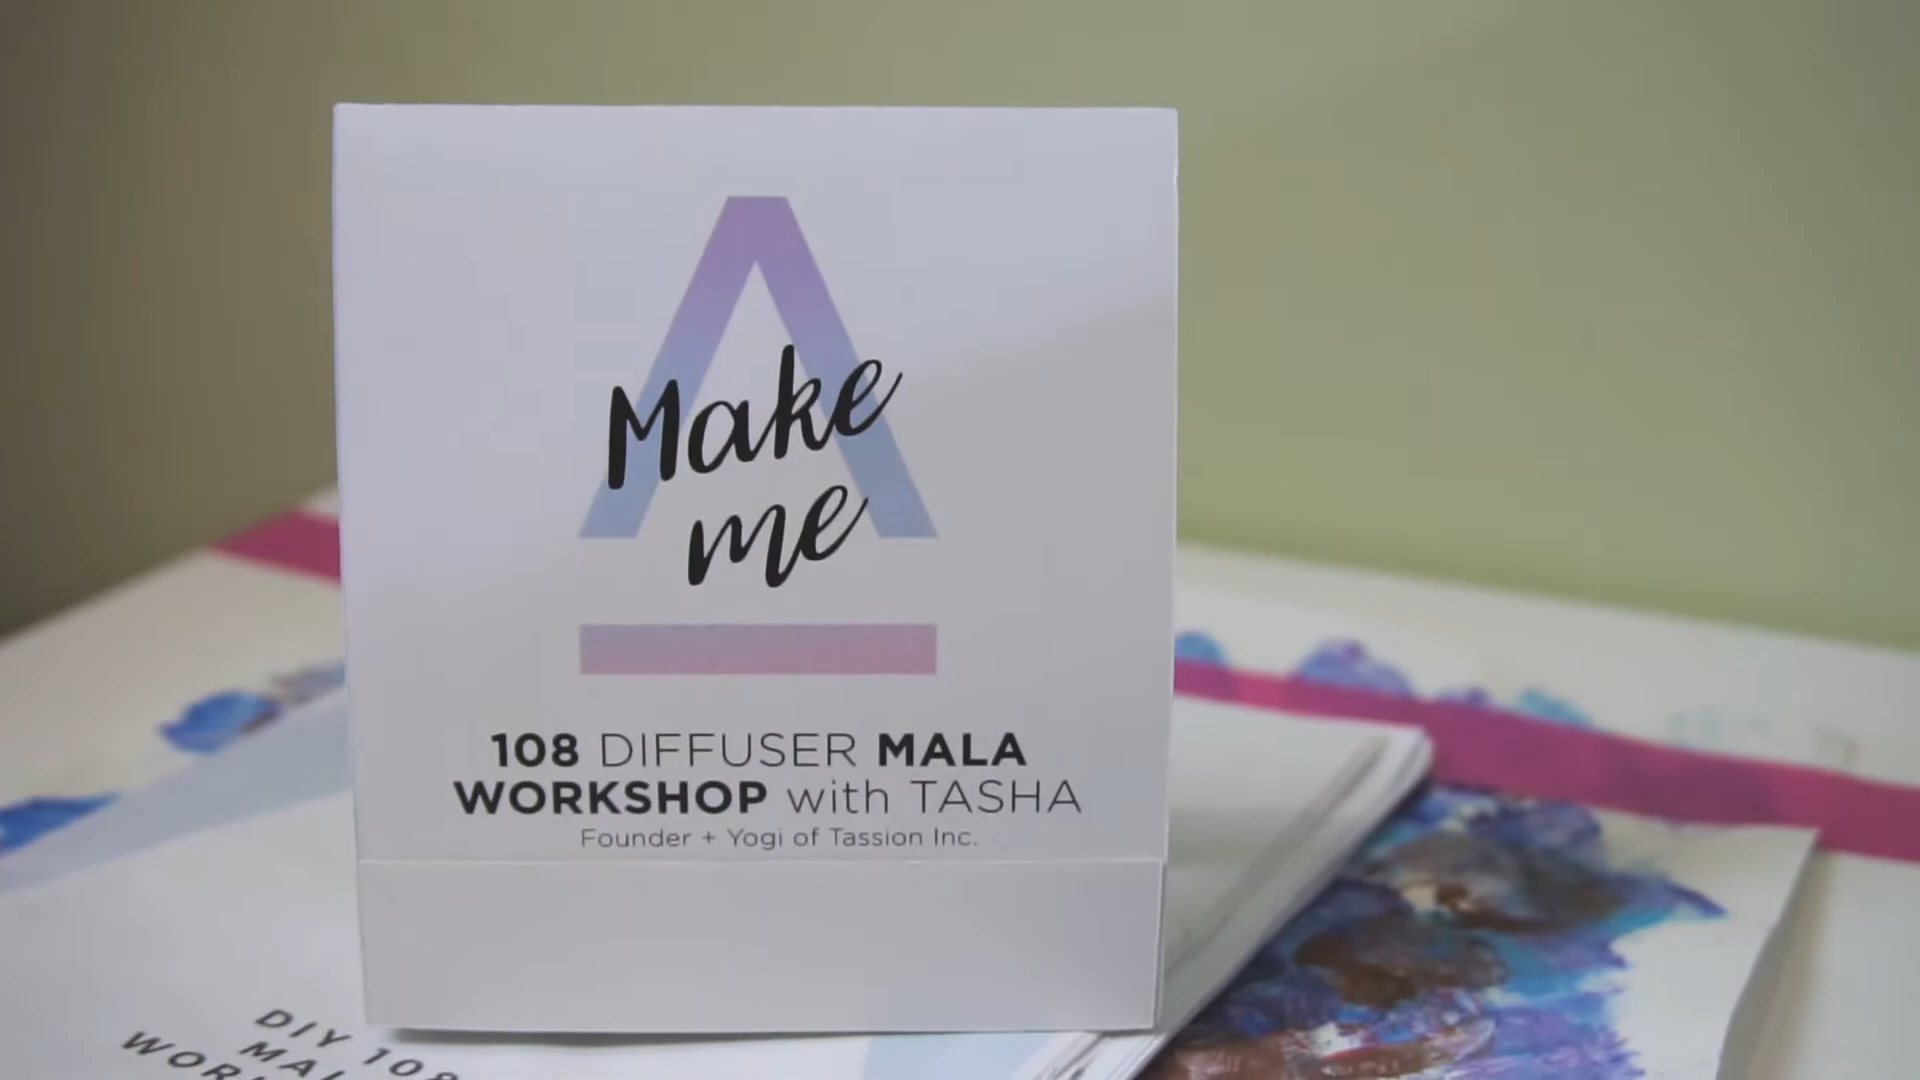 A
Make
me
108 DIFFUSER MALA
WORKSHOP with TASHA
Founder + Yogi of Tassion Inc.
DIY 108